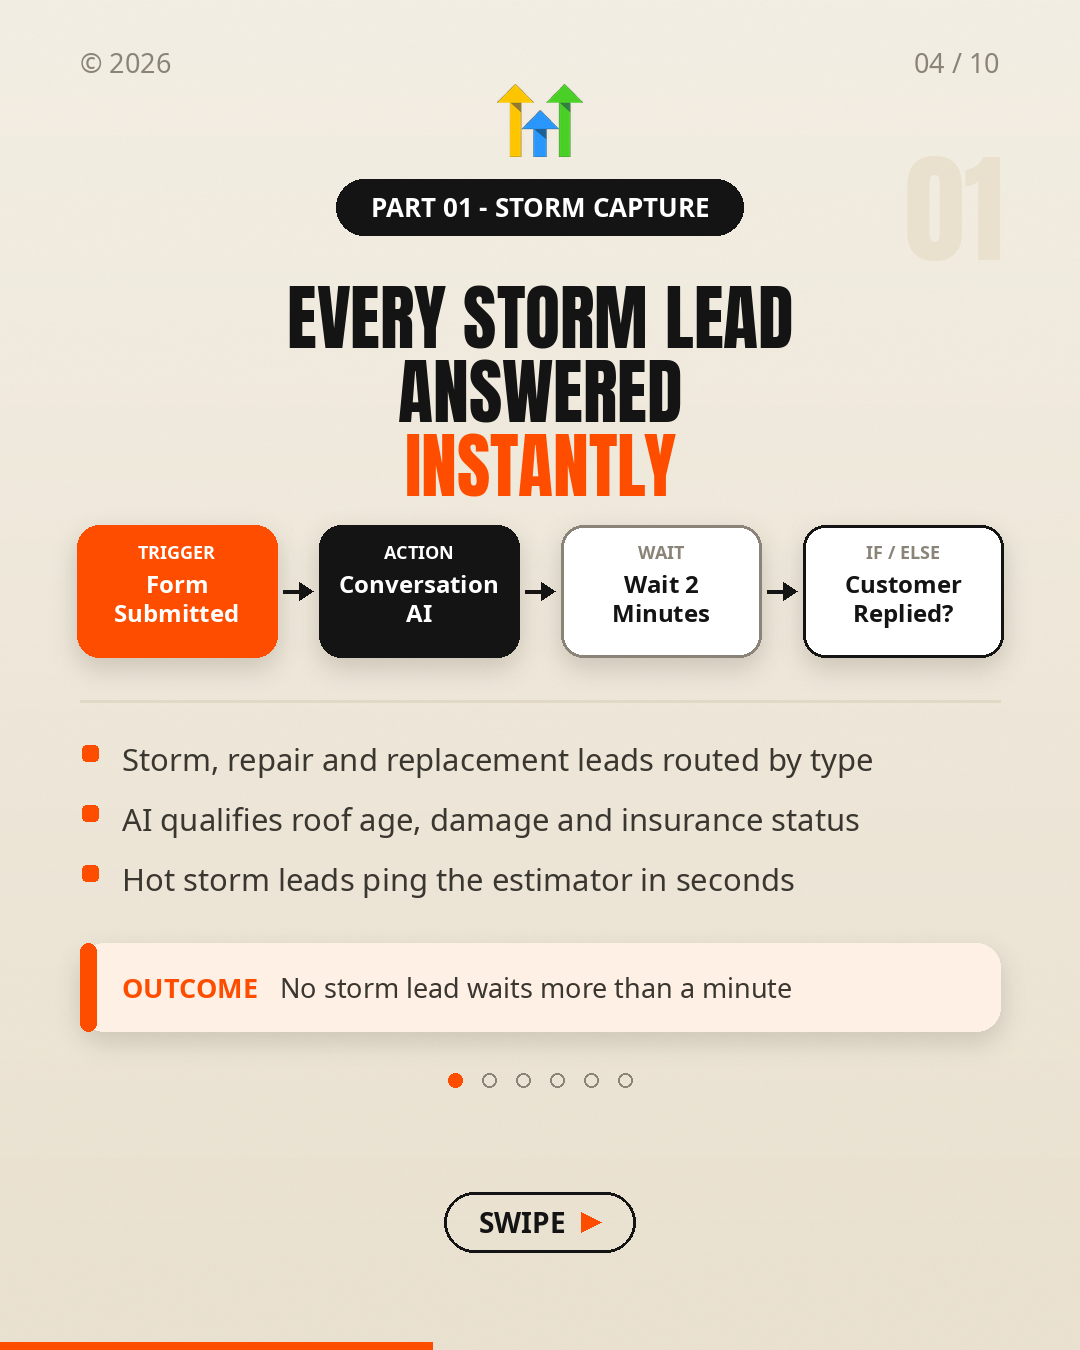 © 2026
04 / 10
PART 01 - STORM CAPTURE
01
EVERY STORM LEAD
ANSWERED
INSTANTLY
TRIGGER
Form
Submitted
ACTION
Conversation
AI
WAIT
Wait 2
Minutes
IF / ELSE
Customer
Replied?
Storm, repair and replacement leads routed by type
AI qualifies roof age, damage and insurance status
Hot storm leads ping the estimator in seconds
OUTCOME No storm lead waits more than a minute
SWIPE